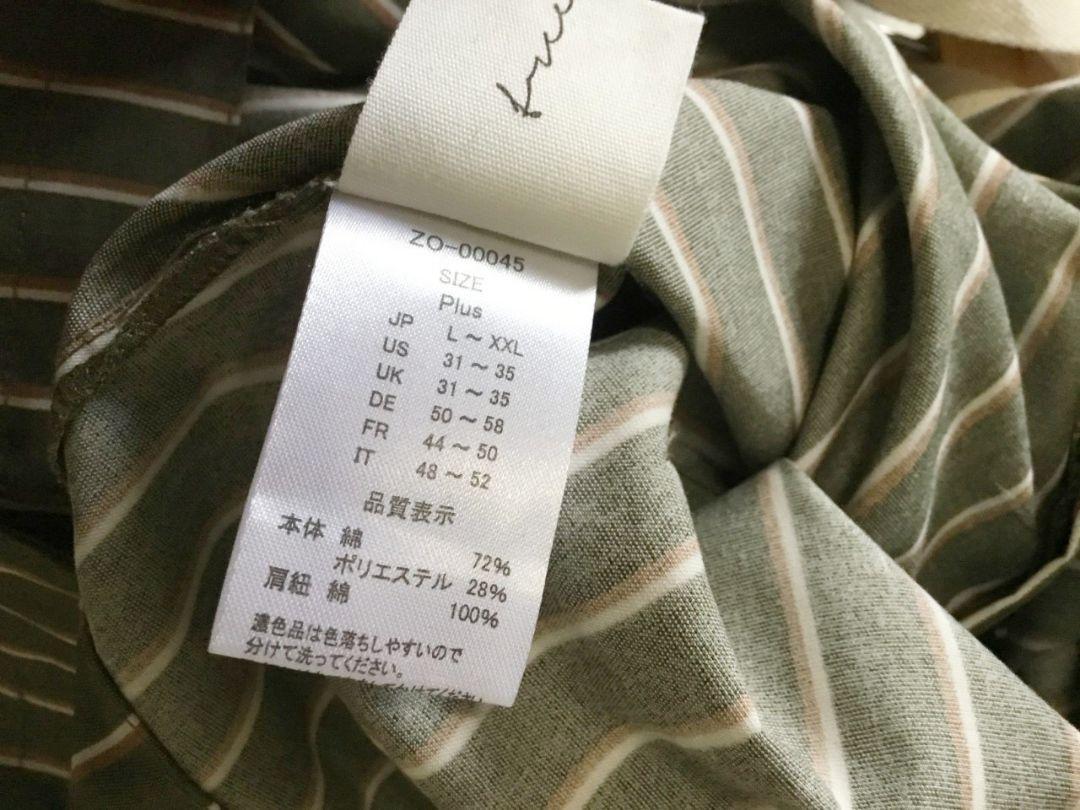 ZO-00045
SIZE
Plus
JP L～XXL
US 31～35
UK 31～35
DE 50～58
FR 44～50
IT 48～52
品質表示
本体 綿 72%
ポリエステル 28%
肩紐 綿 100%
濃色品は色落ちしやすいので
分けて洗ってください。